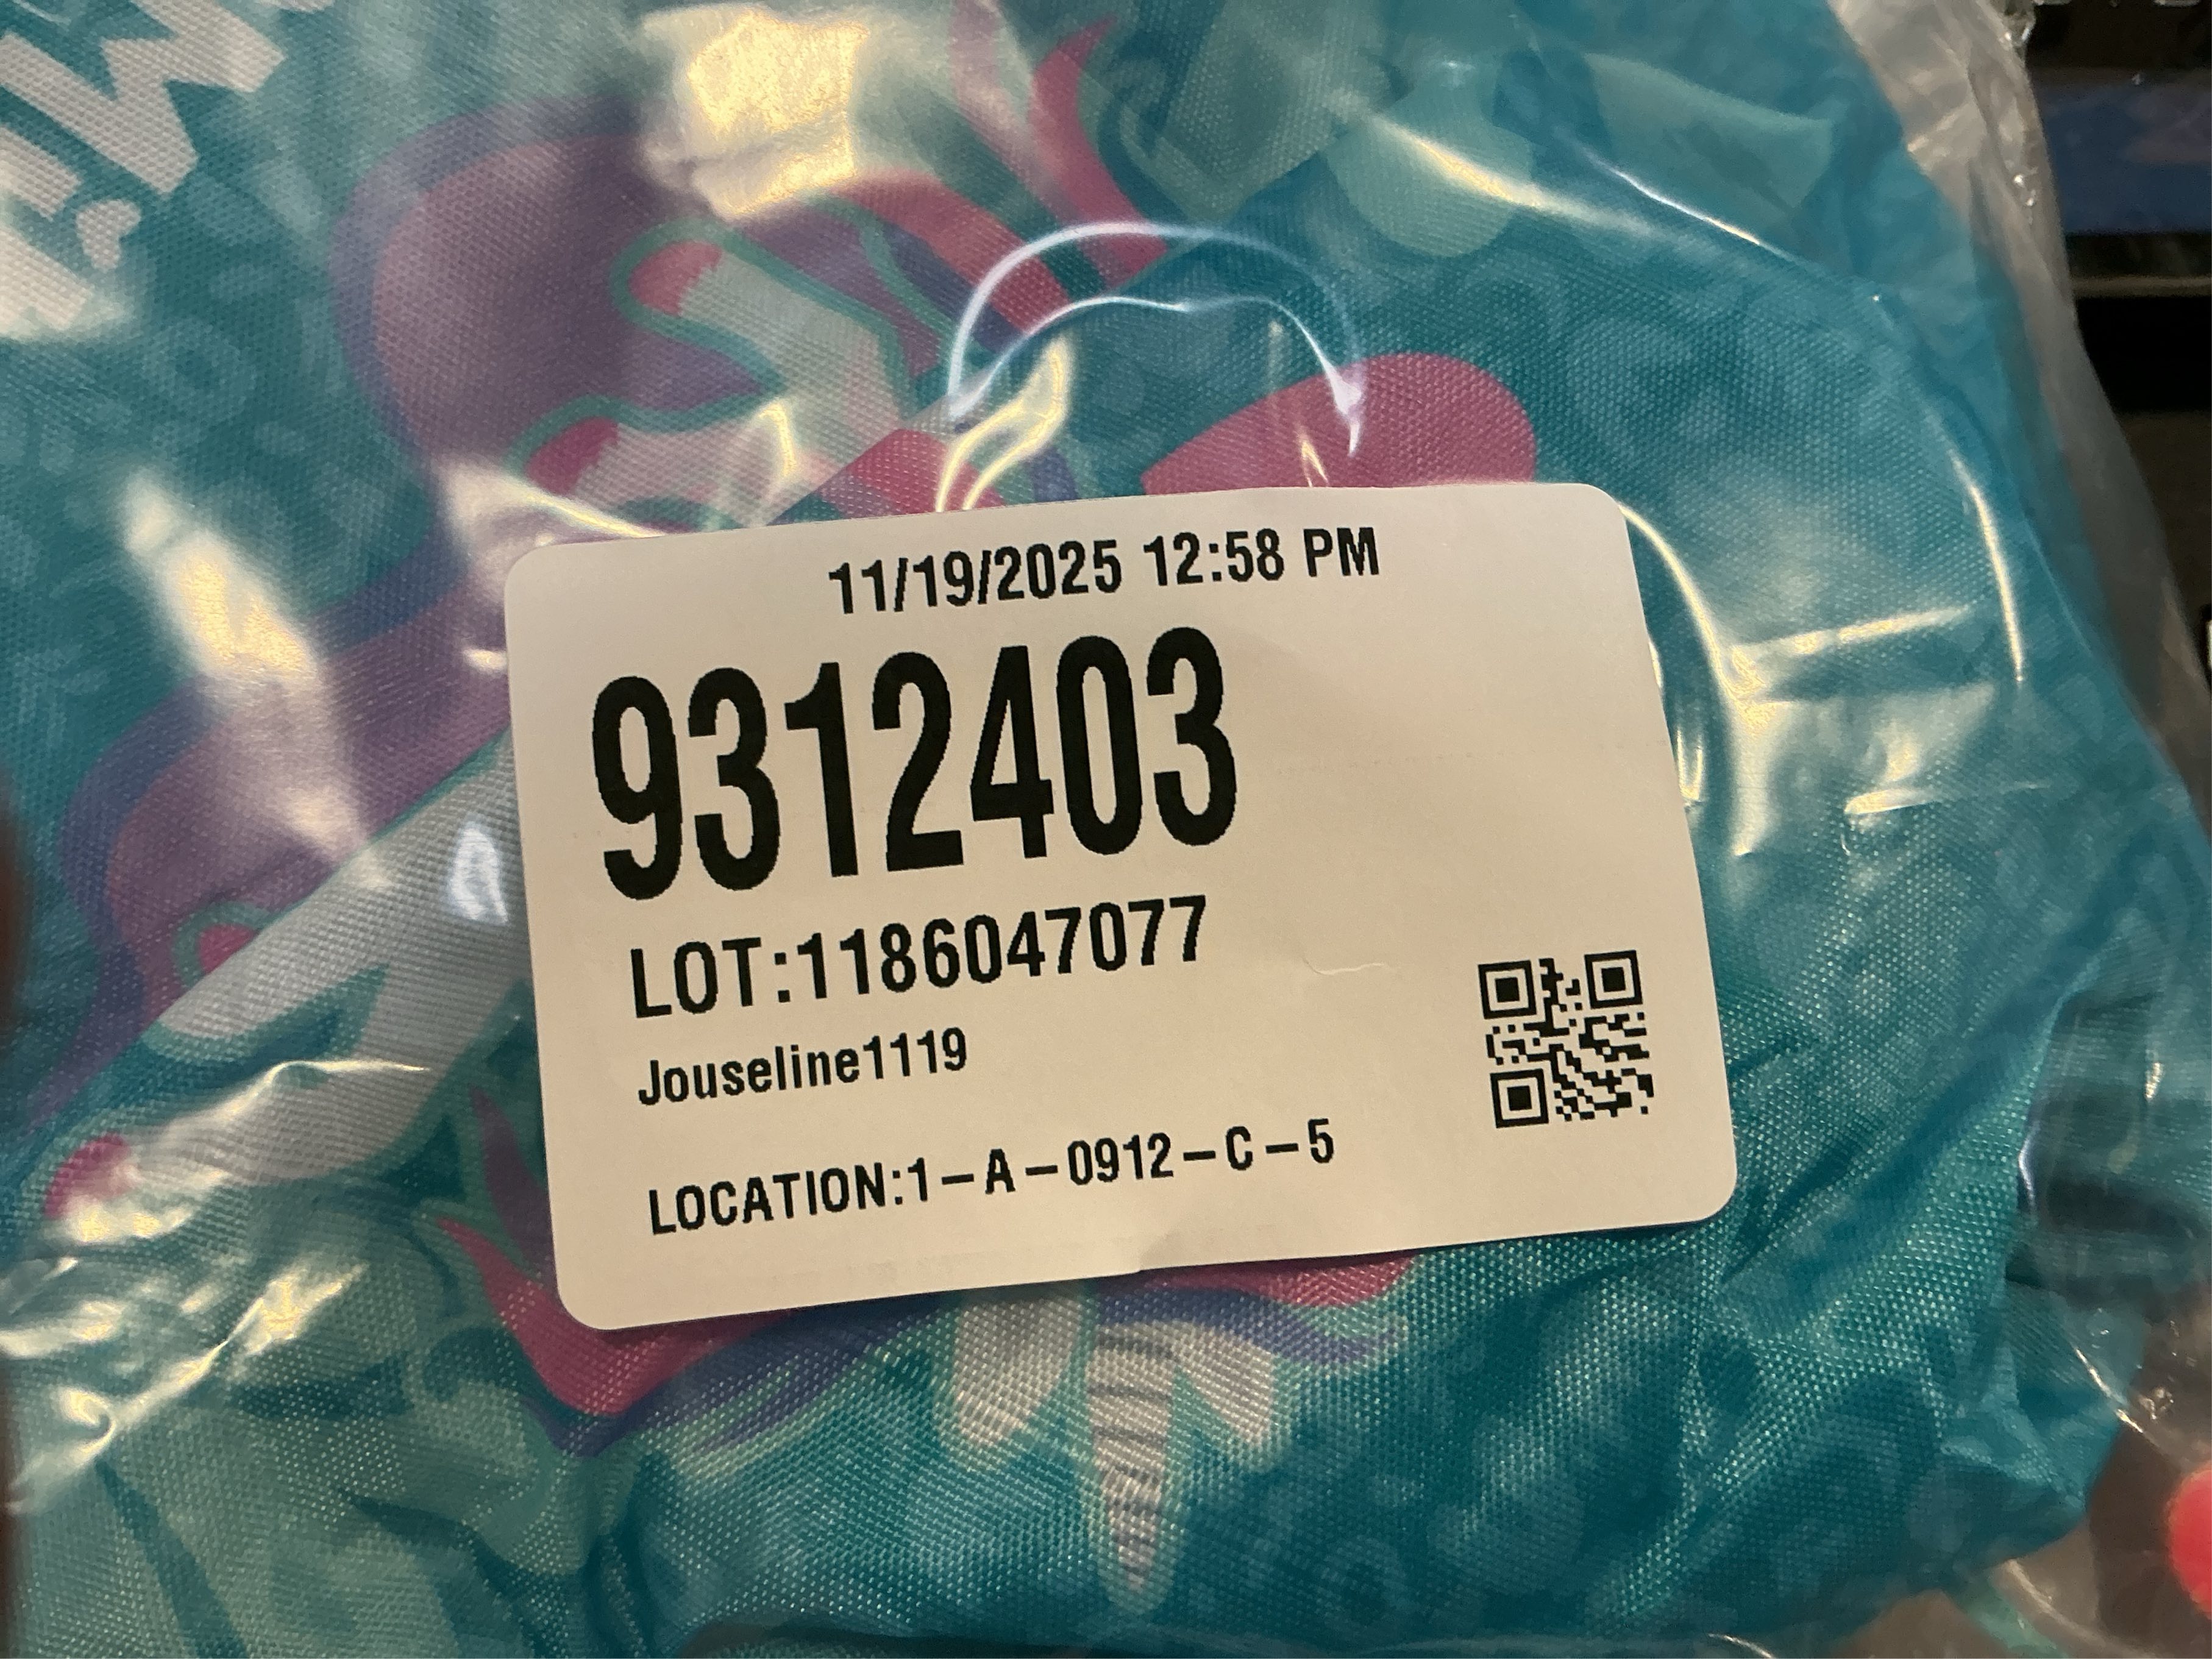 11/19/2025 12:58 PM
9312403
LOT:1186047077
Jouseline1119
LOCATION:1-A-0912-C-5